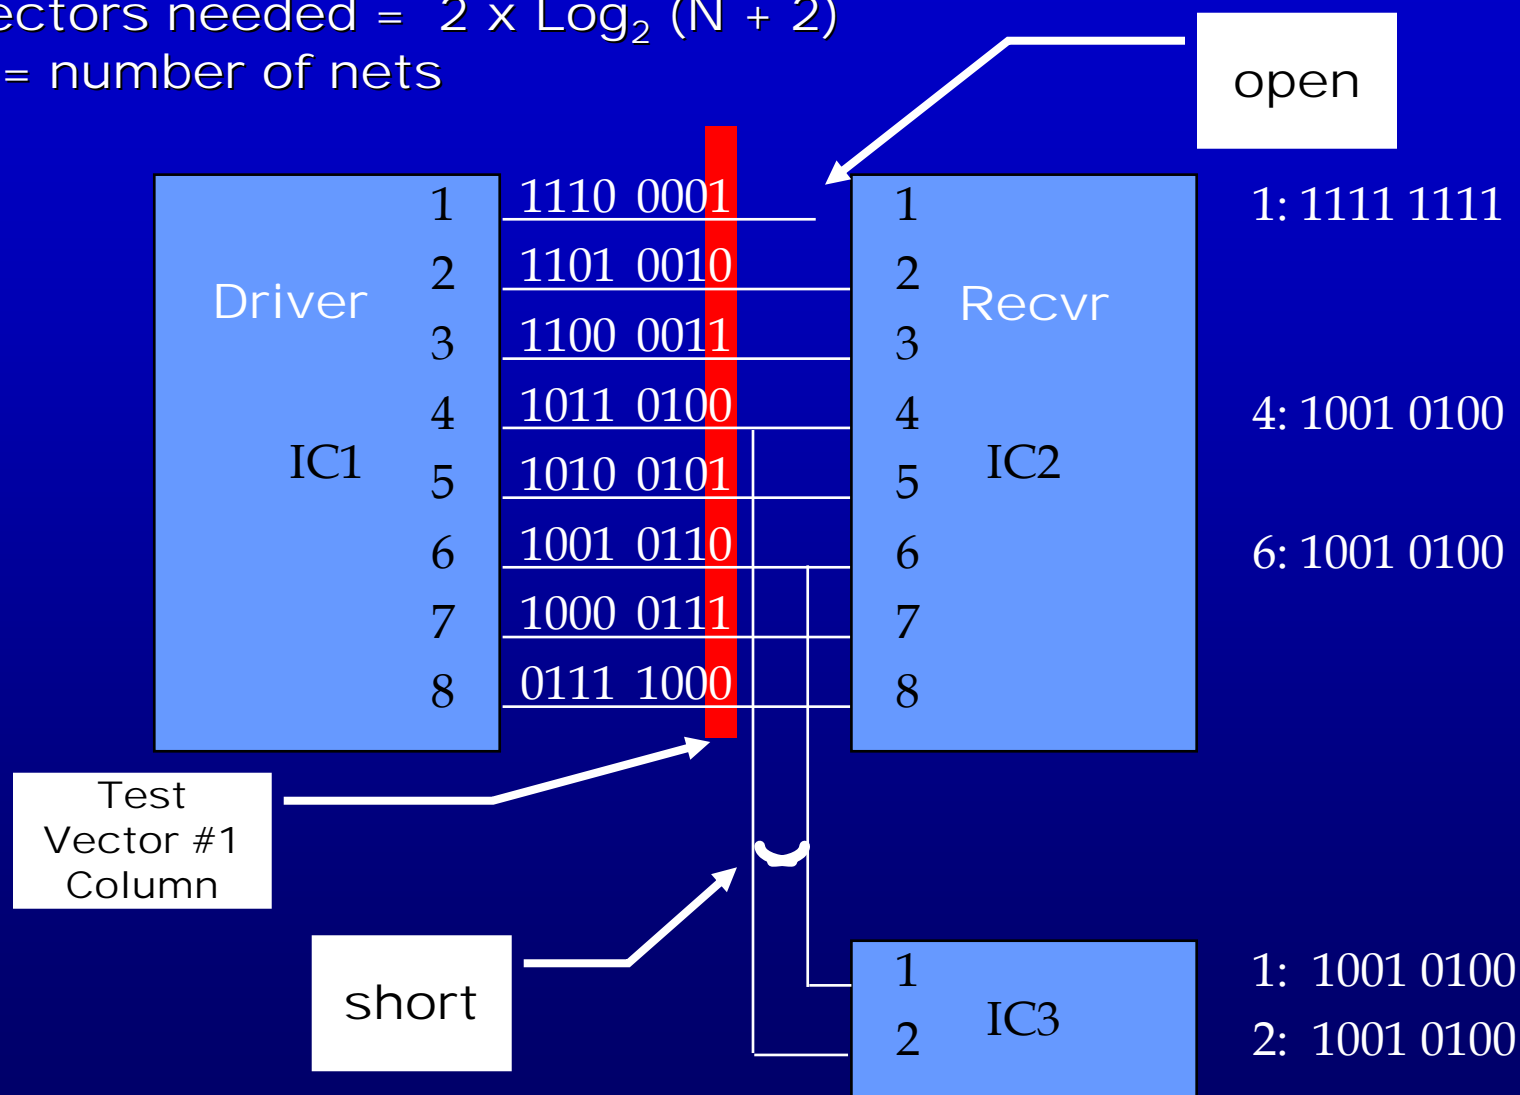 ectors needed = 2 x Log₂ (N + 2)
= number of nets
open
1 1110 0001 1 1: 1111 1111
2 1101 0010 2
Driver Recvr
3 1100 0011 3
4 1011 0100 4 4: 1001 0100
IC1 IC2
5 1010 0101 5
6 1001 0110 6 6: 1001 0100
7 1000 0111 7
8 0111 1000 8
Test
Vector #1
Column
short
1 1: 1001 0100
IC3
2 2: 1001 0100